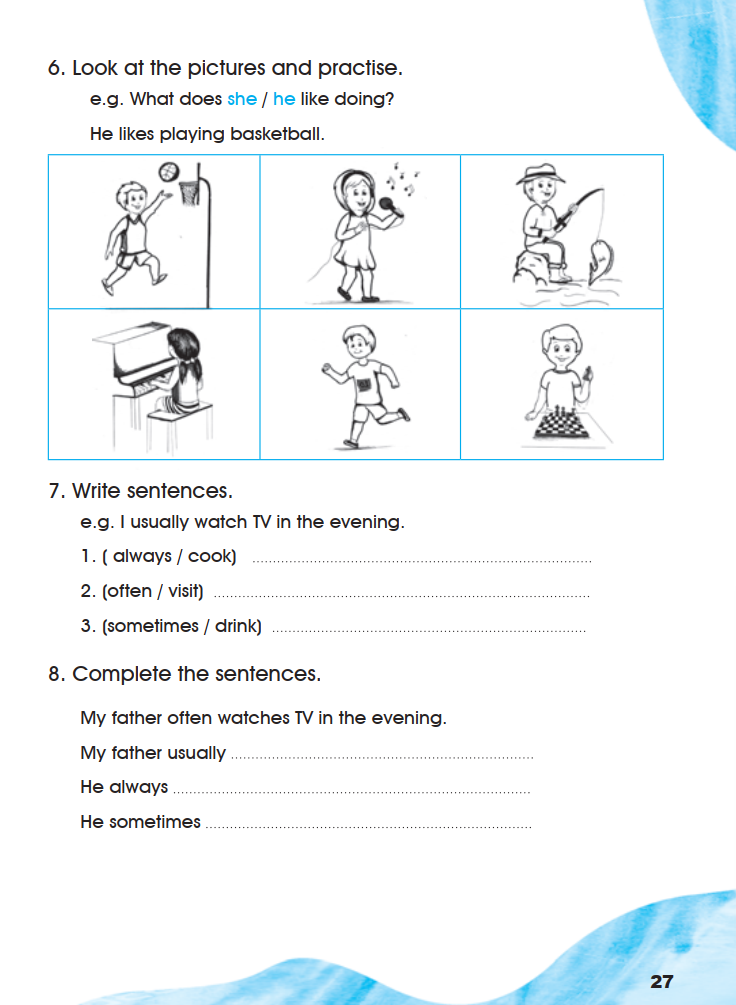 6. Look at the pictures and practise.
e.g. What does she / he like doing?
He likes playing basketball.
7. Write sentences.
e.g. I usually watch TV in the evening.
1. ( always / cook) ..........................................................................
2. (often / visit) ..........................................................................
3. (sometimes / drink) ..........................................................................
8. Complete the sentences.
My father often watches TV in the evening.
My father usually ..........................................................................
He always ..........................................................................
He sometimes ..........................................................................
27